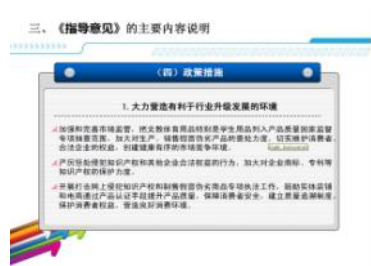 三、《指导意见》的主要内容说明
(四) 政策措施
1. 大力营造有利于行业升级发展的环境
加强和完善市场监管，把文教体育用品特别是学生用品列入产品质量国家监督
专项抽查范围，加大对生产、销售假冒伪劣产品的查处力度，切实维护消费者、
合法企业的权益，创建健康有序的市场竞争环境。
严厉惩处侵犯知识产权和其他企业合法权益的行为，加大对企业商标、专利等
知识产权的保护力度。
开展打击网上侵犯知识产权和制售假冒伪劣商品专项执法工作，鼓励实体店铺
和电商通过产品认证手段提升产品质量，保障消费者安全，建立质量追溯制度，
保护消费者权益，营造良好消费环境。